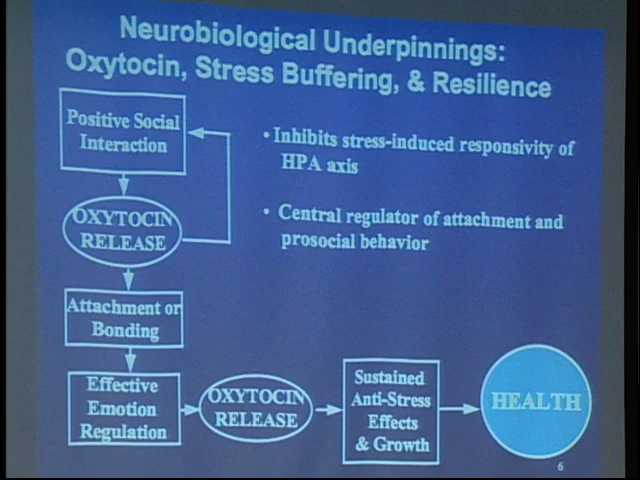 Neurobiological Underpinnings:
Oxytocin, Stress Buffering, & Resilience
Positive Social
Interaction
• Inhibits stress-induced responsivity of
HPA axis
OXYTOCIN
RELEASE
• Central regulator of attachment and
prosocial behavior
Attachment or
Bonding
Effective
Emotion
Regulation
OXYTOCIN
RELEASE
Sustained
Anti-Stress
Effects
& Growth
HEALTH
6